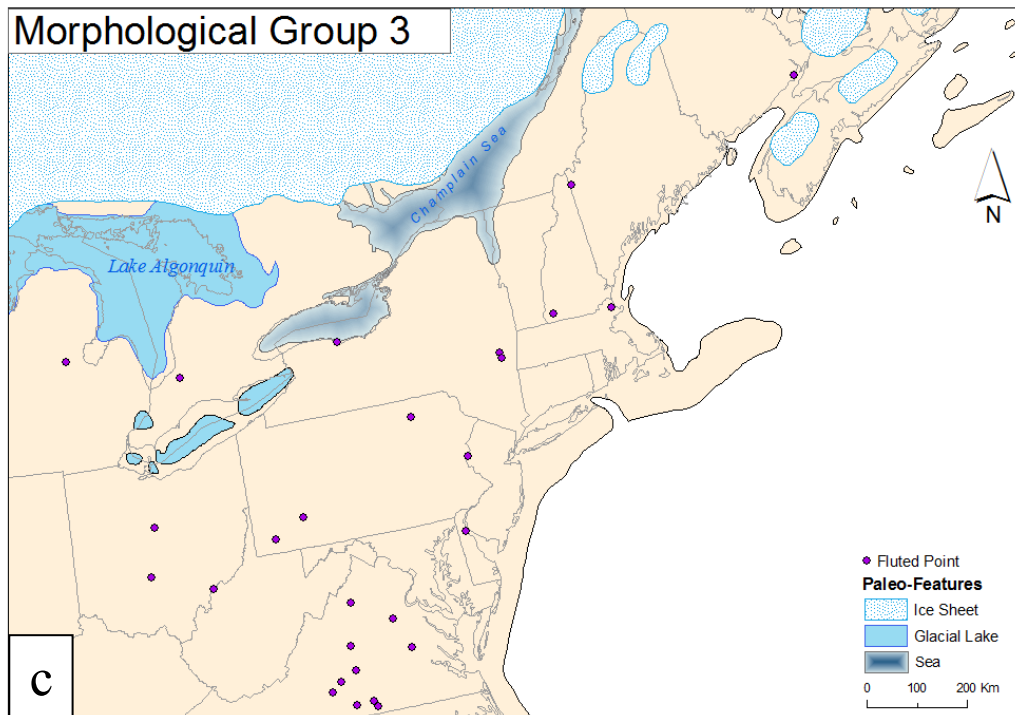 Morphological Group 3
Champlain Sea
Lake Algonquin
N
Fluted Point
Paleo-Features
Ice Sheet
Glacial Lake
Sea
0 100 200 Km
c